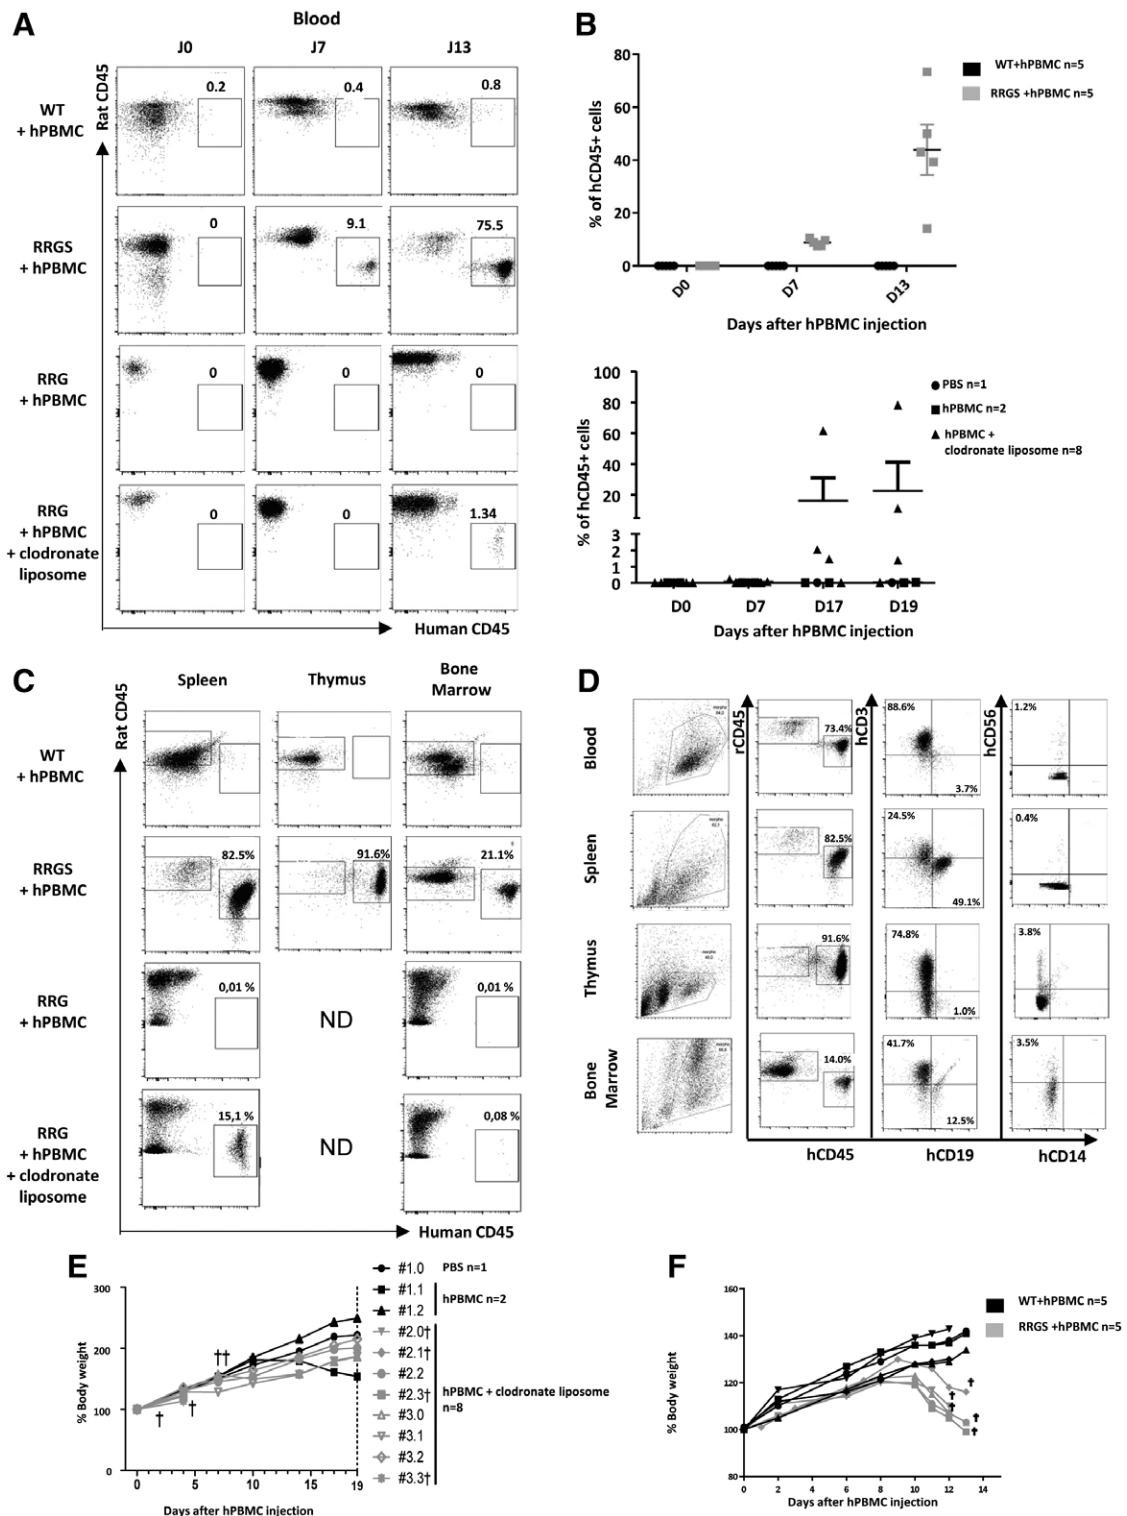 A
Blood
J0 J7 J13
Rat CD45
WT
+ hPBMC
0.2 0.4 0.8
RRGS
+ hPBMC
0 9.1 75.5
RRG
+ hPBMC
0 0 0
RRG
+ hPBMC
+ clodronate
liposome
0 0 1.34
Human CD45
B
% of hCD45+ cells
80
60
40
20
0
D0 D7 D13
Days after hPBMC injection
WT+hPBMC n=5
RRGS +hPBMC n=5
% of hCD45+ cells
100
80
60
40
20
3
2
1
0
D0 D7 D17 D19
Days after hPBMC injection
PBS n=1
hPBMC n=2
hPBMC +
clodronate liposome n=8
C
Rat CD45
Spleen Thymus Bone
Marrow
WT
+ hPBMC
RRGS
+ hPBMC
82.5% 91.6% 21.1%
RRG
+ hPBMC
0,01 % ND 0,01 %
RRG
+ hPBMC
+ clodronate
liposome
15,1 % ND 0,08 %
Human CD45
D
rCD45 hCD3 hCD56
Blood
73.4% 88.6% 3.7% 1.2%
Spleen
82.5% 24.5% 49.1% 0.4%
Thymus
91.6% 74.8% 1.0% 3.8%
Bone
Marrow
14.0% 41.7% 12.5% 3.5%
hCD45 hCD19 hCD14
E
% Body weight
300
200
100
0
†
†
††
0 5 10 15 19
Days after hPBMC injection
#1.0 PBS n=1
#1.1
#1.2
hPBMC n=2
#2.0†
#2.1†
#2.2
#2.3†
#3.0
#3.1
#3.2
#3.3†
hPBMC + clodronate liposome
n=8
F
% Body weight
160
140
120
100
80
†
†
†
†
0 2 4 6 8 10 12 14
Days after hPBMC injection
WT+hPBMC n=5
RRGS +hPBMC n=5